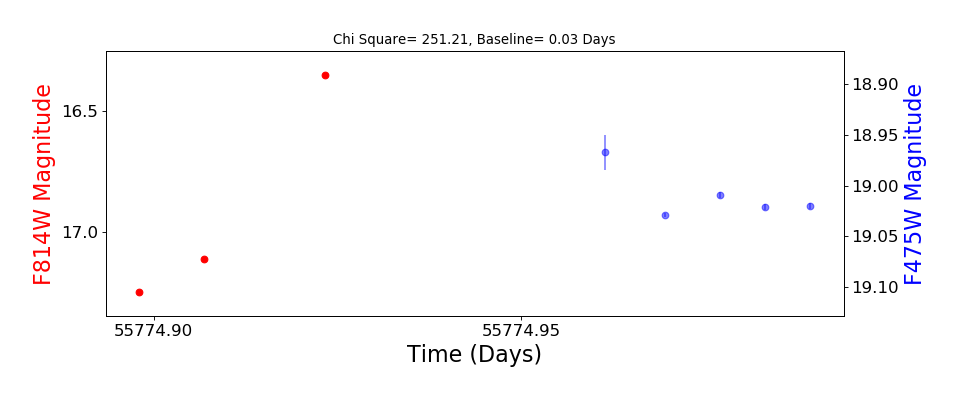 Chi Square= 251.21, Baseline= 0.03 Days
F814W Magnitude
16.5
17.0
18.90
18.95
19.00
19.05
19.10
F475W Magnitude
55774.90
55774.95
Time (Days)